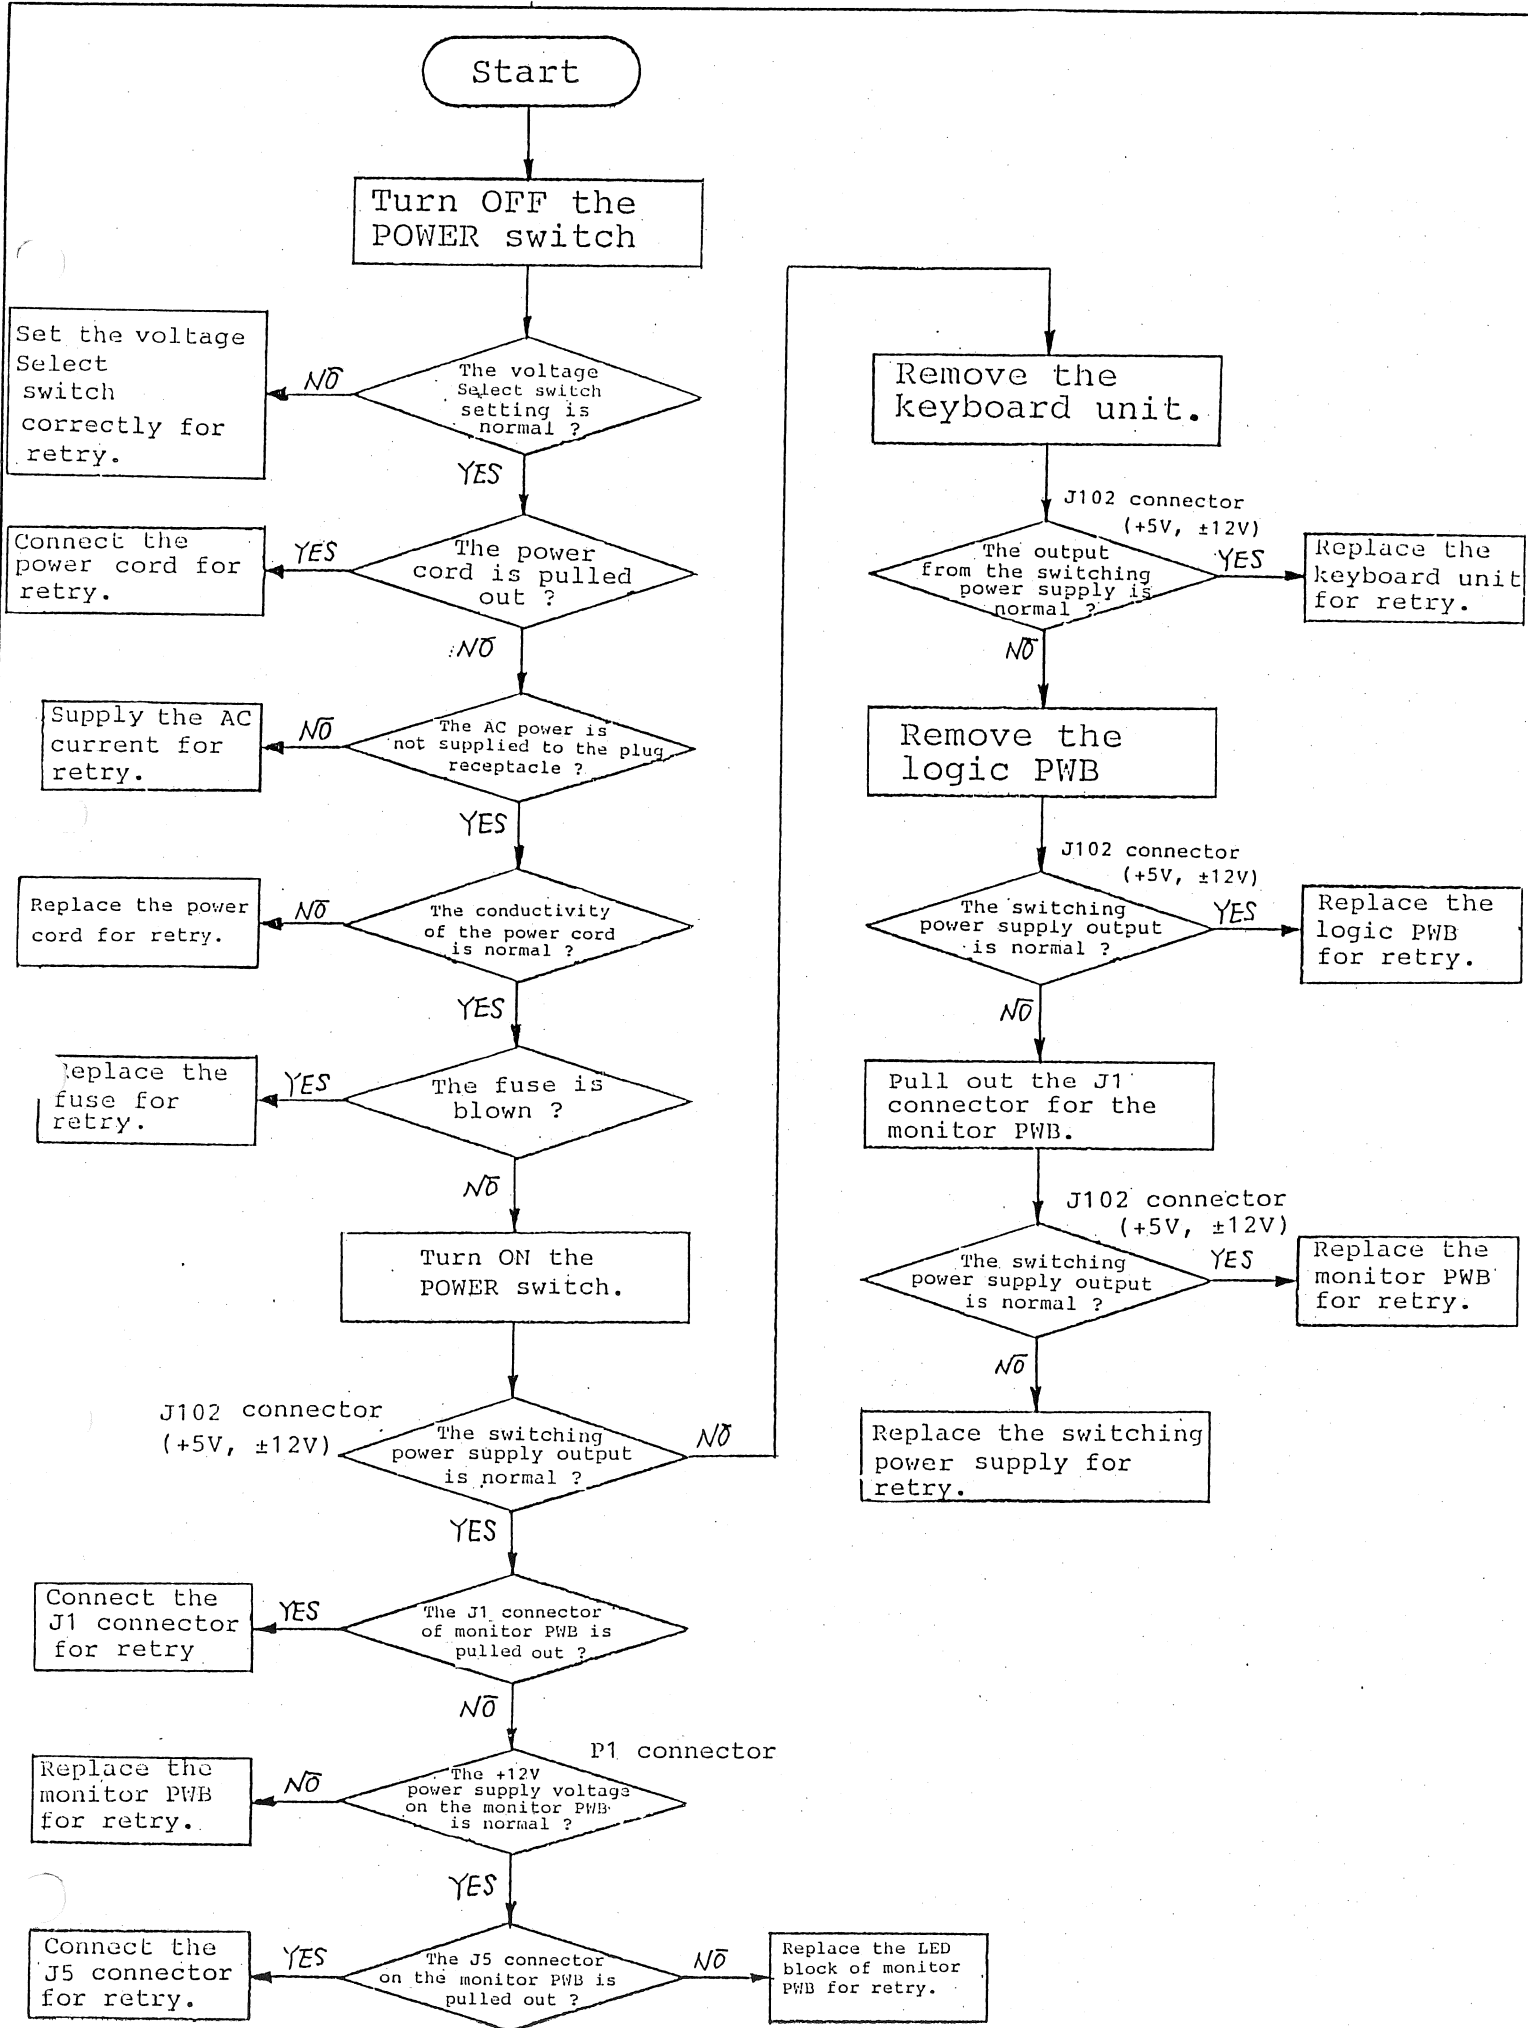 Start
Turn OFF the
POWER switch
Set the voltage
Select
switch
correctly for
retry.
NO
The voltage
Select switch
setting is
normal ?
YES
Connect the
power cord for
retry.
YES
The power
cord is pulled
out ?
NO
Supply the AC
current for
retry.
NO
The AC power is
not supplied to the plug
receptacle ?
YES
Replace the power
cord for retry.
NO
The conductivity
of the power cord
is normal ?
YES
eplace the
fuse for
retry.
YES
The fuse is
blown ?
NO
Turn ON the
POWER switch.
J102 connector
(+5V, ±12V)
The switching
power supply output
is normal ?
NO
YES
Connect the
J1 connector
for retry
YES
The J1 connector
of monitor PWB is
pulled out ?
NO
P1 connector
Replace the
monitor PWB
for retry.
NO
The +12V
power supply voltage
on the monitor PWB
is normal ?
YES
Connect the
J5 connector
for retry.
YES
The J5 connector
on the monitor PWB is
pulled out ?
NO
Replace the LED
block of monitor
PWB for retry.
Remove the
keyboard unit.
J102 connector
(+5V, ±12V)
The output
from the switching
power supply is
normal ?
YES
Replace the
keyboard unit
for retry.
NO
Remove the
logic PWB
J102 connector
(+5V, ±12V)
The switching
power supply output
is normal ?
YES
Replace the
logic PWB
for retry.
NO
Pull out the J1
connector for the
monitor PWB.
J102 connector
(+5V, ±12V)
The switching
power supply output
is normal ?
YES
Replace the
monitor PWB
for retry.
NO
Replace the switching
power supply for
retry.